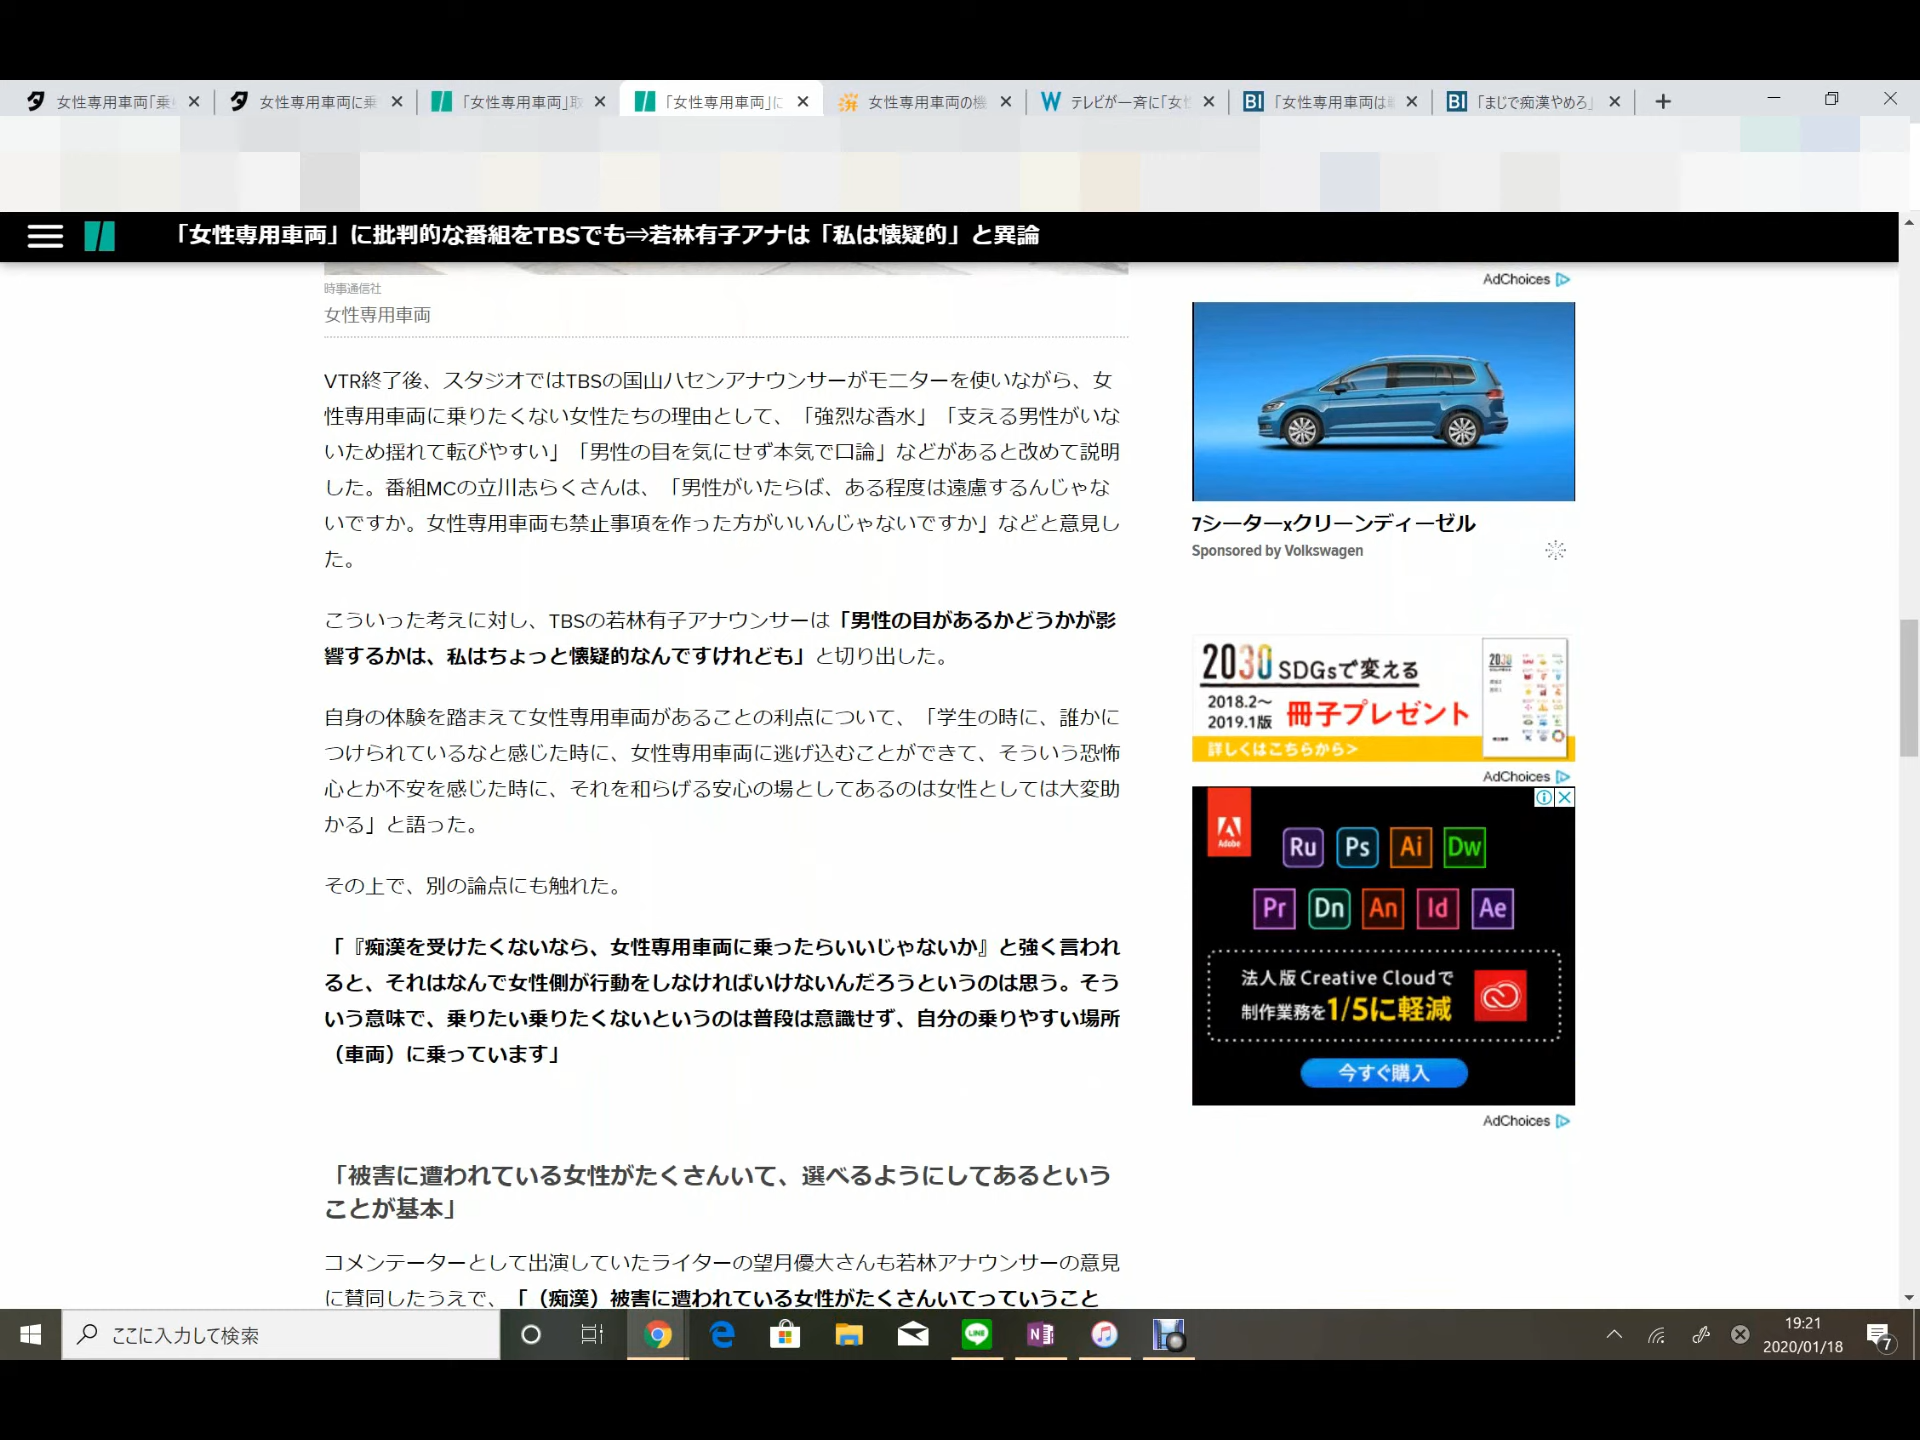 女性専用車両「乗
女性専用車両に乗
「女性専用車両」取
「女性専用車両」に
女性専用車両の機
W テレビが一斉に「女性
BI 「女性専用車両は
BI 「まじで痴漢やめろ」
「女性専用車両」に批判的な番組をTBSでも⇒若林有子アナは「私は懐疑的」と異論
時事通信社
女性専用車両
VTR終了後、スタジオではTBSの国山ハセンアナウンサーがモニターを使いながら、女
性専用車両に乗りたくない女性たちの理由として、「強烈な香水」「支える男性がいな
いため揺れて転びやすい」「男性の目を気にせず本気で口論」などがあると改めて説明
した。番組MCの立川志らくさんは、「男性がいたらば、ある程度は遠慮するんじゃな
いですか。女性専用車両も禁止事項を作った方がいいんじゃないですか」などと意見し
た。
こういった考えに対し、TBSの若林有子アナウンサーは「男性の目があるかどうかが影
響するかは、私はちょっと懐疑的なんですけれども」と切り出した。
自身の体験を踏まえて女性専用車両があることの利点について、「学生の時に、誰かに
つけられているなと感じた時に、女性専用車両に逃げ込むことができて、そういう恐怖
心とか不安を感じた時に、それを和らげる安心の場としてあるのは女性としては大変助
かる」と語った。
その上で、別の論点にも触れた。
「『痴漢を受けたくないなら、女性専用車両に乗ったらいいじゃないか』と強く言われ
ると、それはなんで女性側が行動をしなければいけないんだろうというのは思う。そう
いう意味で、乗りたい乗りたくないというのは普段は意識せず、自分の乗りやすい場所
（車両）に乗っています」
「被害に遭われている女性がたくさんいて、選べるようにしてあるという
ことが基本」
コメンテーターとして出演していたライターの望月優大さんも若林アナウンサーの意見
に賛同したうえで、「（痴漢）被害に遭われている女性がたくさんいてっていうこと
AdChoices
7シーターxクリーンディーゼル
Sponsored by Volkswagen
2030 SDGsで変える
2018.2～
2019.1版 冊子プレゼント
詳しくはこちらから>
AdChoices
Adobe
Ru Ps Ai Dw
Pr Dn An Id Ae
法人版 Creative Cloudで
制作業務を1/5に軽減
今すぐ購入
AdChoices
ここに入力して検索
LINE
N
19:21
2020/01/18
7